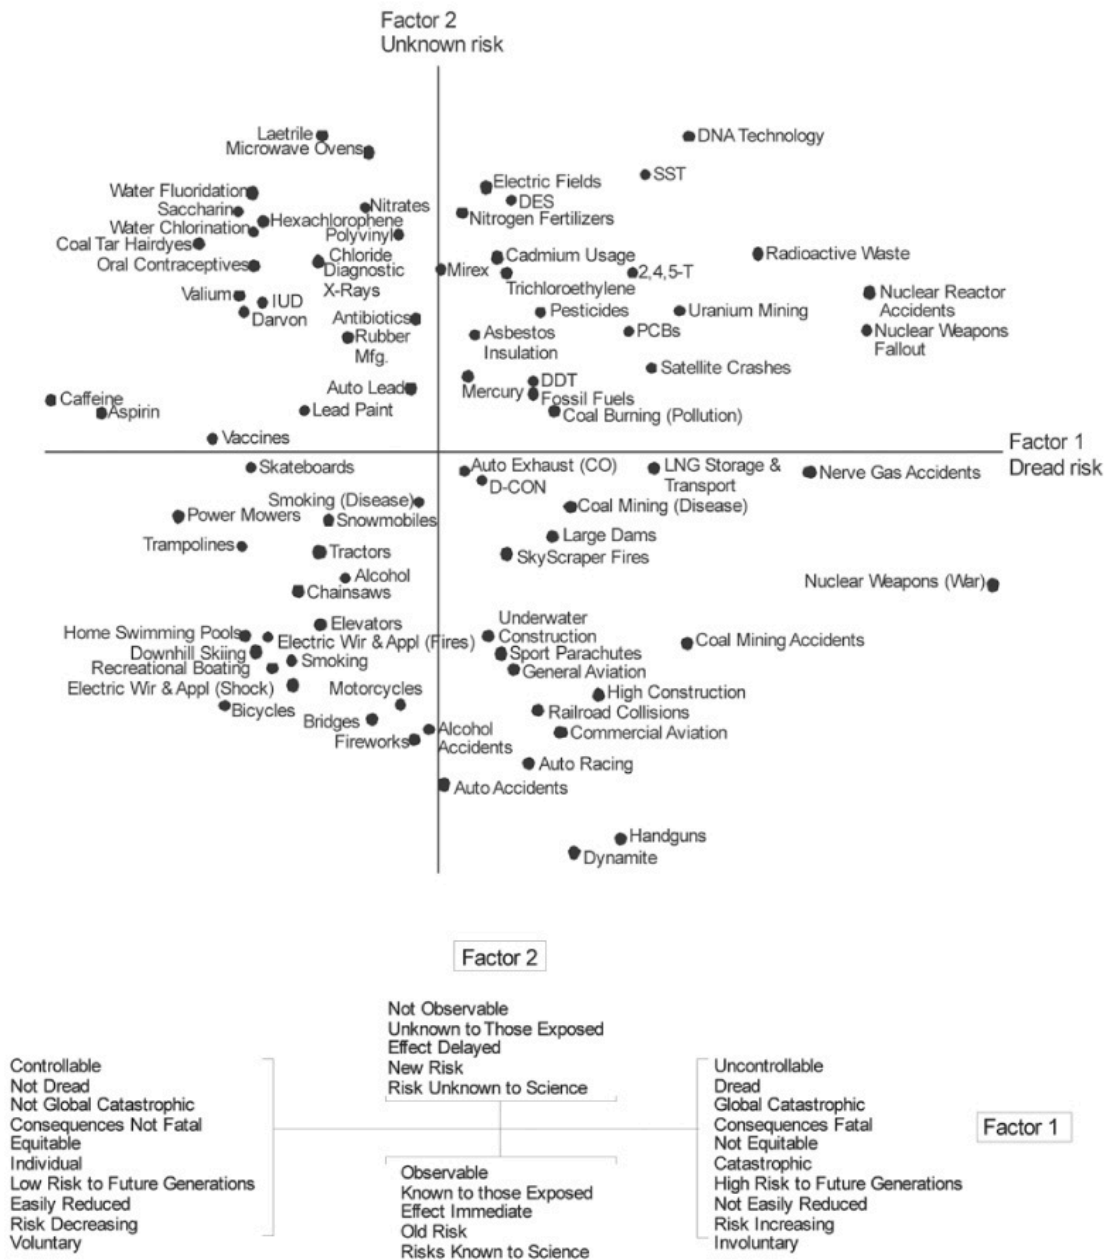 Factor 2
Unknown risk
Laetrile
DNA Technology
Microwave Ovens
SST
Electric Fields
Water Fluoridation
DES
Saccharin
Nitrates
Nitrogen Fertilizers
Hexachlorophene
Water Chlorination
Polyvinyl
Coal Tar Hairdyes
Chloride
Cadmium Usage
Radioactive Waste
Oral Contraceptives
Diagnostic
X-Rays
Mirex
2,4,5-T
Trichloroethylene
Nuclear Reactor
Accidents
Valium
IUD
Darvon
Antibiotics
Pesticides
Uranium Mining
Rubber
Mfg.
Asbestos
Insulation
PCBs
Nuclear Weapons
Fallout
Satellite Crashes
Auto Lead
Mercury
DDT
Fossil Fuels
Caffeine
Aspirin
Lead Paint
Coal Burning (Pollution)
Vaccines
Factor 1
Dread risk
Skateboards
Auto Exhaust (CO)
LNG Storage &
Transport
Nerve Gas Accidents
D-CON
Smoking (Disease)
Coal Mining (Disease)
Power Mowers
Snowmobiles
Large Dams
Trampolines
Tractors
SkyScraper Fires
Alcohol
Chainsaws
Nuclear Weapons (War)
Elevators
Underwater
Construction
Home Swimming Pools
Electric Wir & Appl (Fires)
Coal Mining Accidents
Downhill Skiing
Smoking
Sport Parachutes
Recreational Boating
General Aviation
Electric Wir & Appl (Shock)
Motorcycles
High Construction
Bicycles
Bridges
Railroad Collisions
Fireworks
Alcohol
Accidents
Commercial Aviation
Auto Racing
Auto Accidents
Handguns
Dynamite
Factor 2
Not Observable
Unknown to Those Exposed
Effect Delayed
New Risk
Risk Unknown to Science
Controllable
Not Dread
Not Global Catastrophic
Consequences Not Fatal
Equitable
Individual
Low Risk to Future Generations
Easily Reduced
Risk Decreasing
Voluntary
Uncontrollable
Dread
Global Catastrophic
Consequences Fatal
Not Equitable
Catastrophic
High Risk to Future Generations
Not Easily Reduced
Risk Increasing
Involuntary
Factor 1
Observable
Known to those Exposed
Effect Immediate
Old Risk
Risks Known to Science